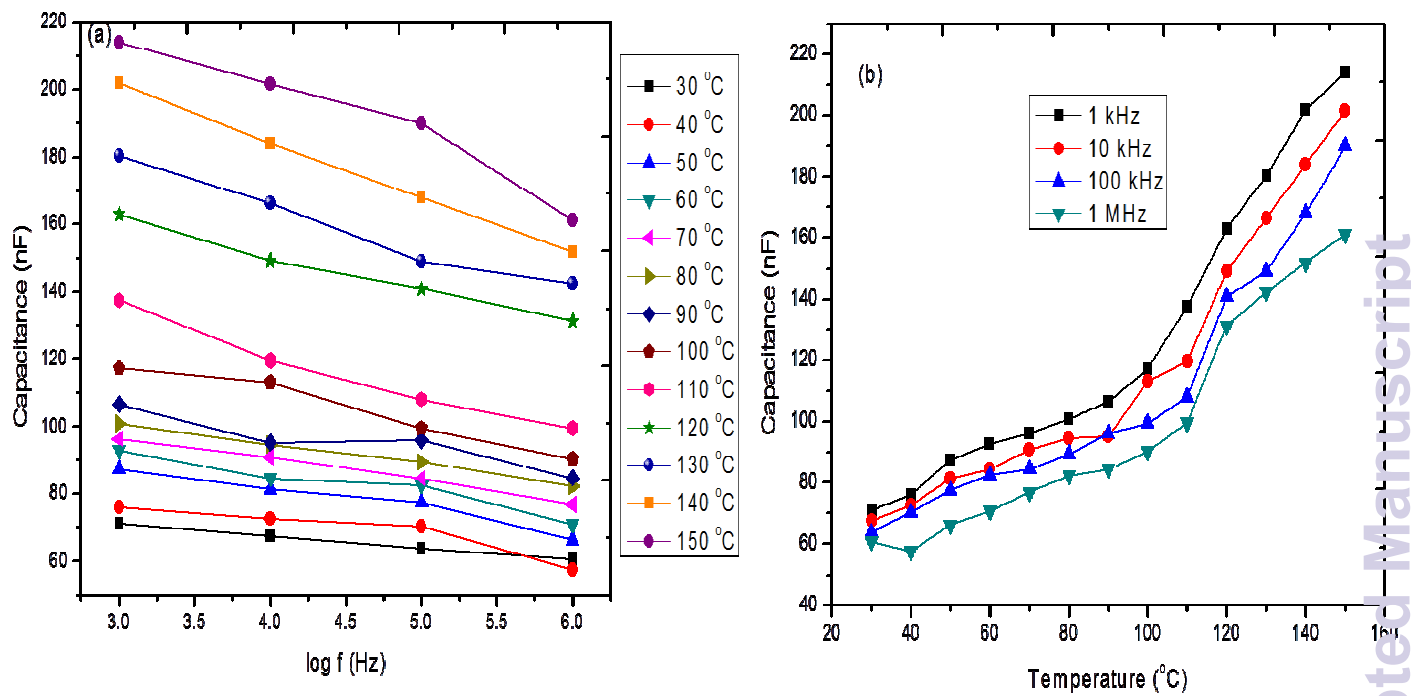 (a)
220
200
180
160
140
120
100
80
60
Capacitance (nF)
3.0 3.5 4.0 4.5 5.0 5.5 6.0
log f (Hz)
30 °C
40 °C
50 °C
60 °C
70 °C
80 °C
90 °C
100 °C
110 °C
120 °C
130 °C
140 °C
150 °C
(b)
220
200
180
160
140
120
100
80
60
40
Capacitance (nF)
20 40 60 80 100 120 140 160
Temperature (°C)
1 kHz
10 kHz
100 kHz
1 MHz
pted Manuscript